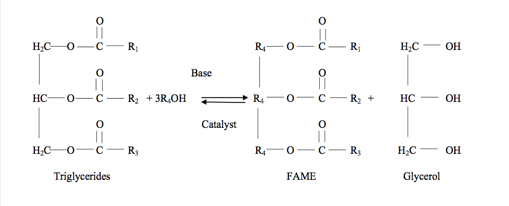 O O
H₂C—O—C—R₁ R₄—O—C—R₁ H₂C—OH
O Base O
HC—O—C—R₂ + 3R₄OH R₄—O—C—R₂ + HC—OH
O Catalyst O
H₂C—O—C—R₃ R₄—O—C—R₃ H₂C—OH
Triglycerides FAME Glycerol